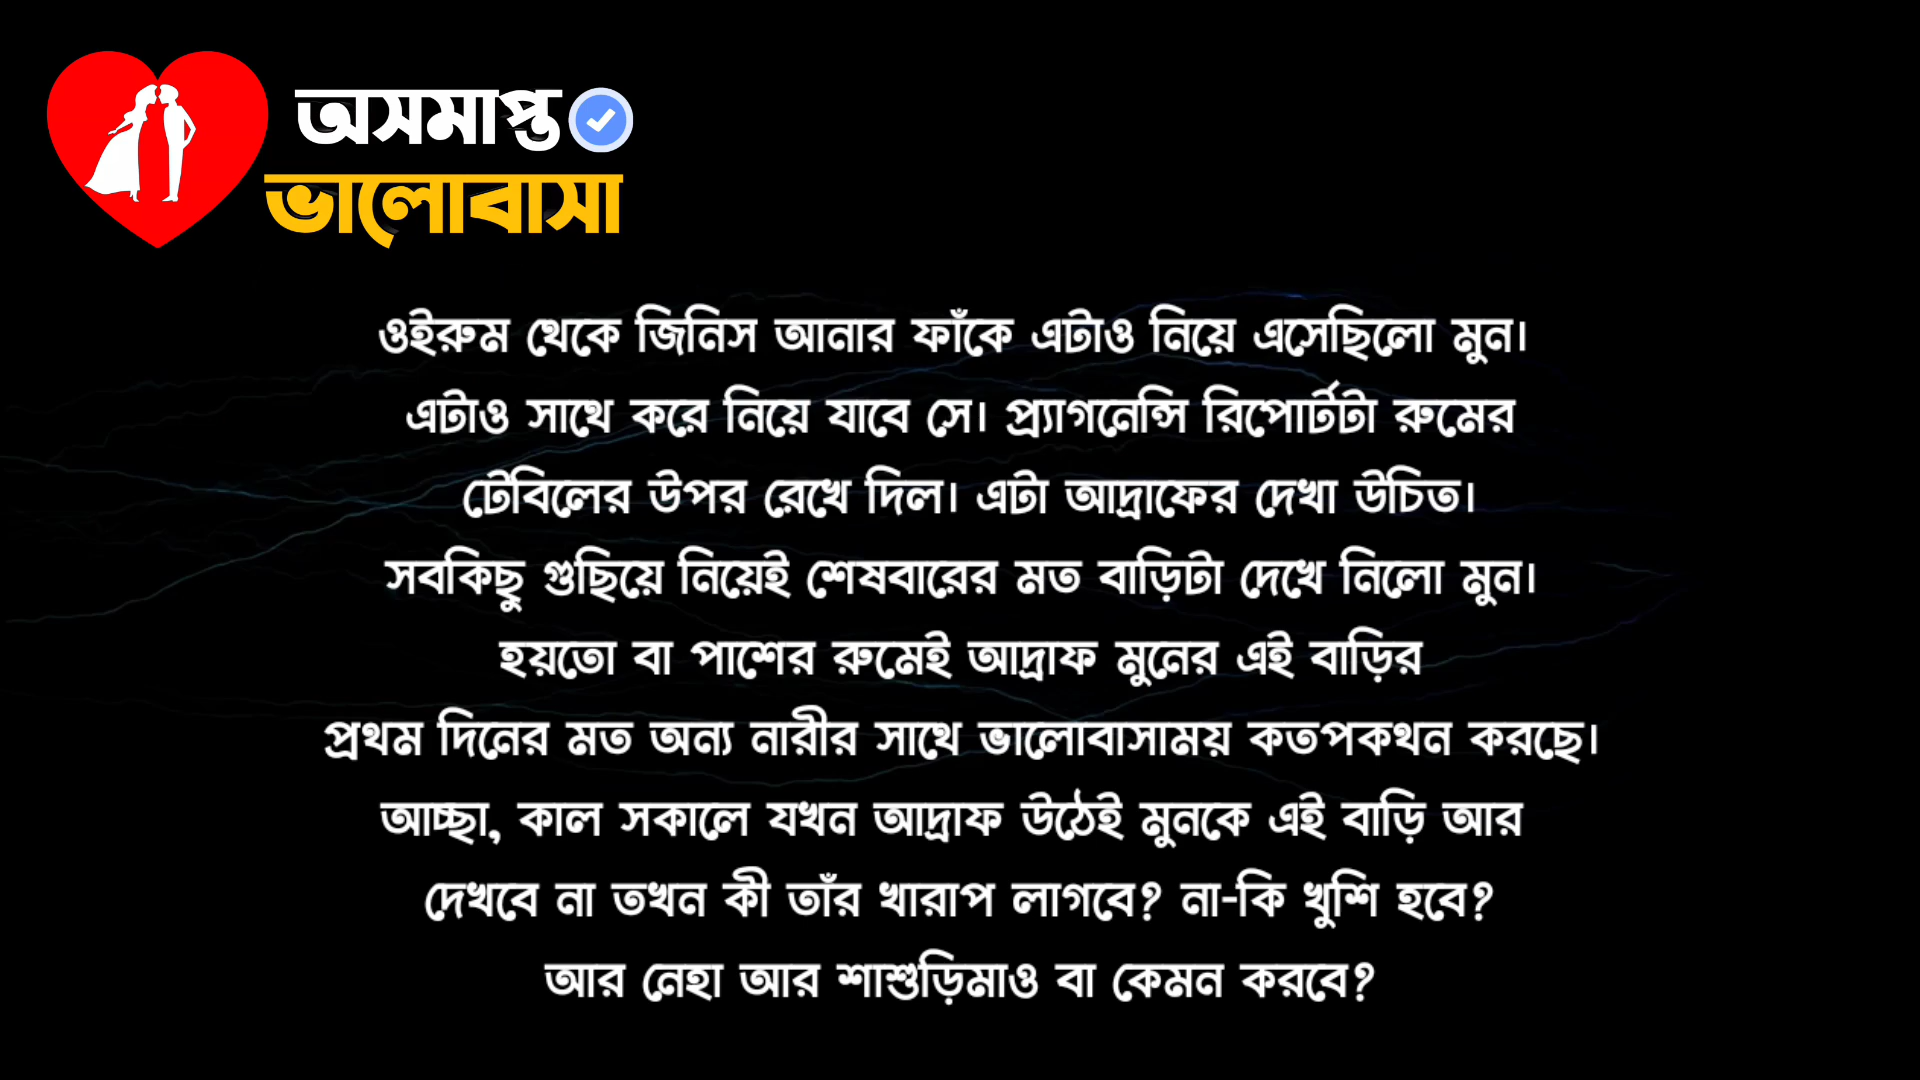 অসমাপ্ত
ভালোবাসা
ওইরুম থেকে জিনিস আনার ফাঁকে এটাও নিয়ে এসেছিলো মুন।
এটাও সাথে করে নিয়ে যাবে সে। প্র্যাগনেন্সি রিপোর্টটা রুমের
টেবিলের উপর রেখে দিল। এটা আদ্রাফের দেখা উচিত।
সবকিছু গুছিয়ে নিয়েই শেষবারের মত বাড়িটা দেখে নিলো মুন।
হয়তো বা পাশের রুমেই আদ্রাফ মুনের এই বাড়ির
প্রথম দিনের মত অন্য নারীর সাথে ভালোবাসাময় কতপকথন করছে।
আচ্ছা, কাল সকালে যখন আদ্রাফ উঠেই মুনকে এই বাড়ি আর
দেখবে না তখন কী তাঁর খারাপ লাগবে? না-কি খুশি হবে?
আর নেহা আর শাশুড়িমাও বা কেমন করবে?